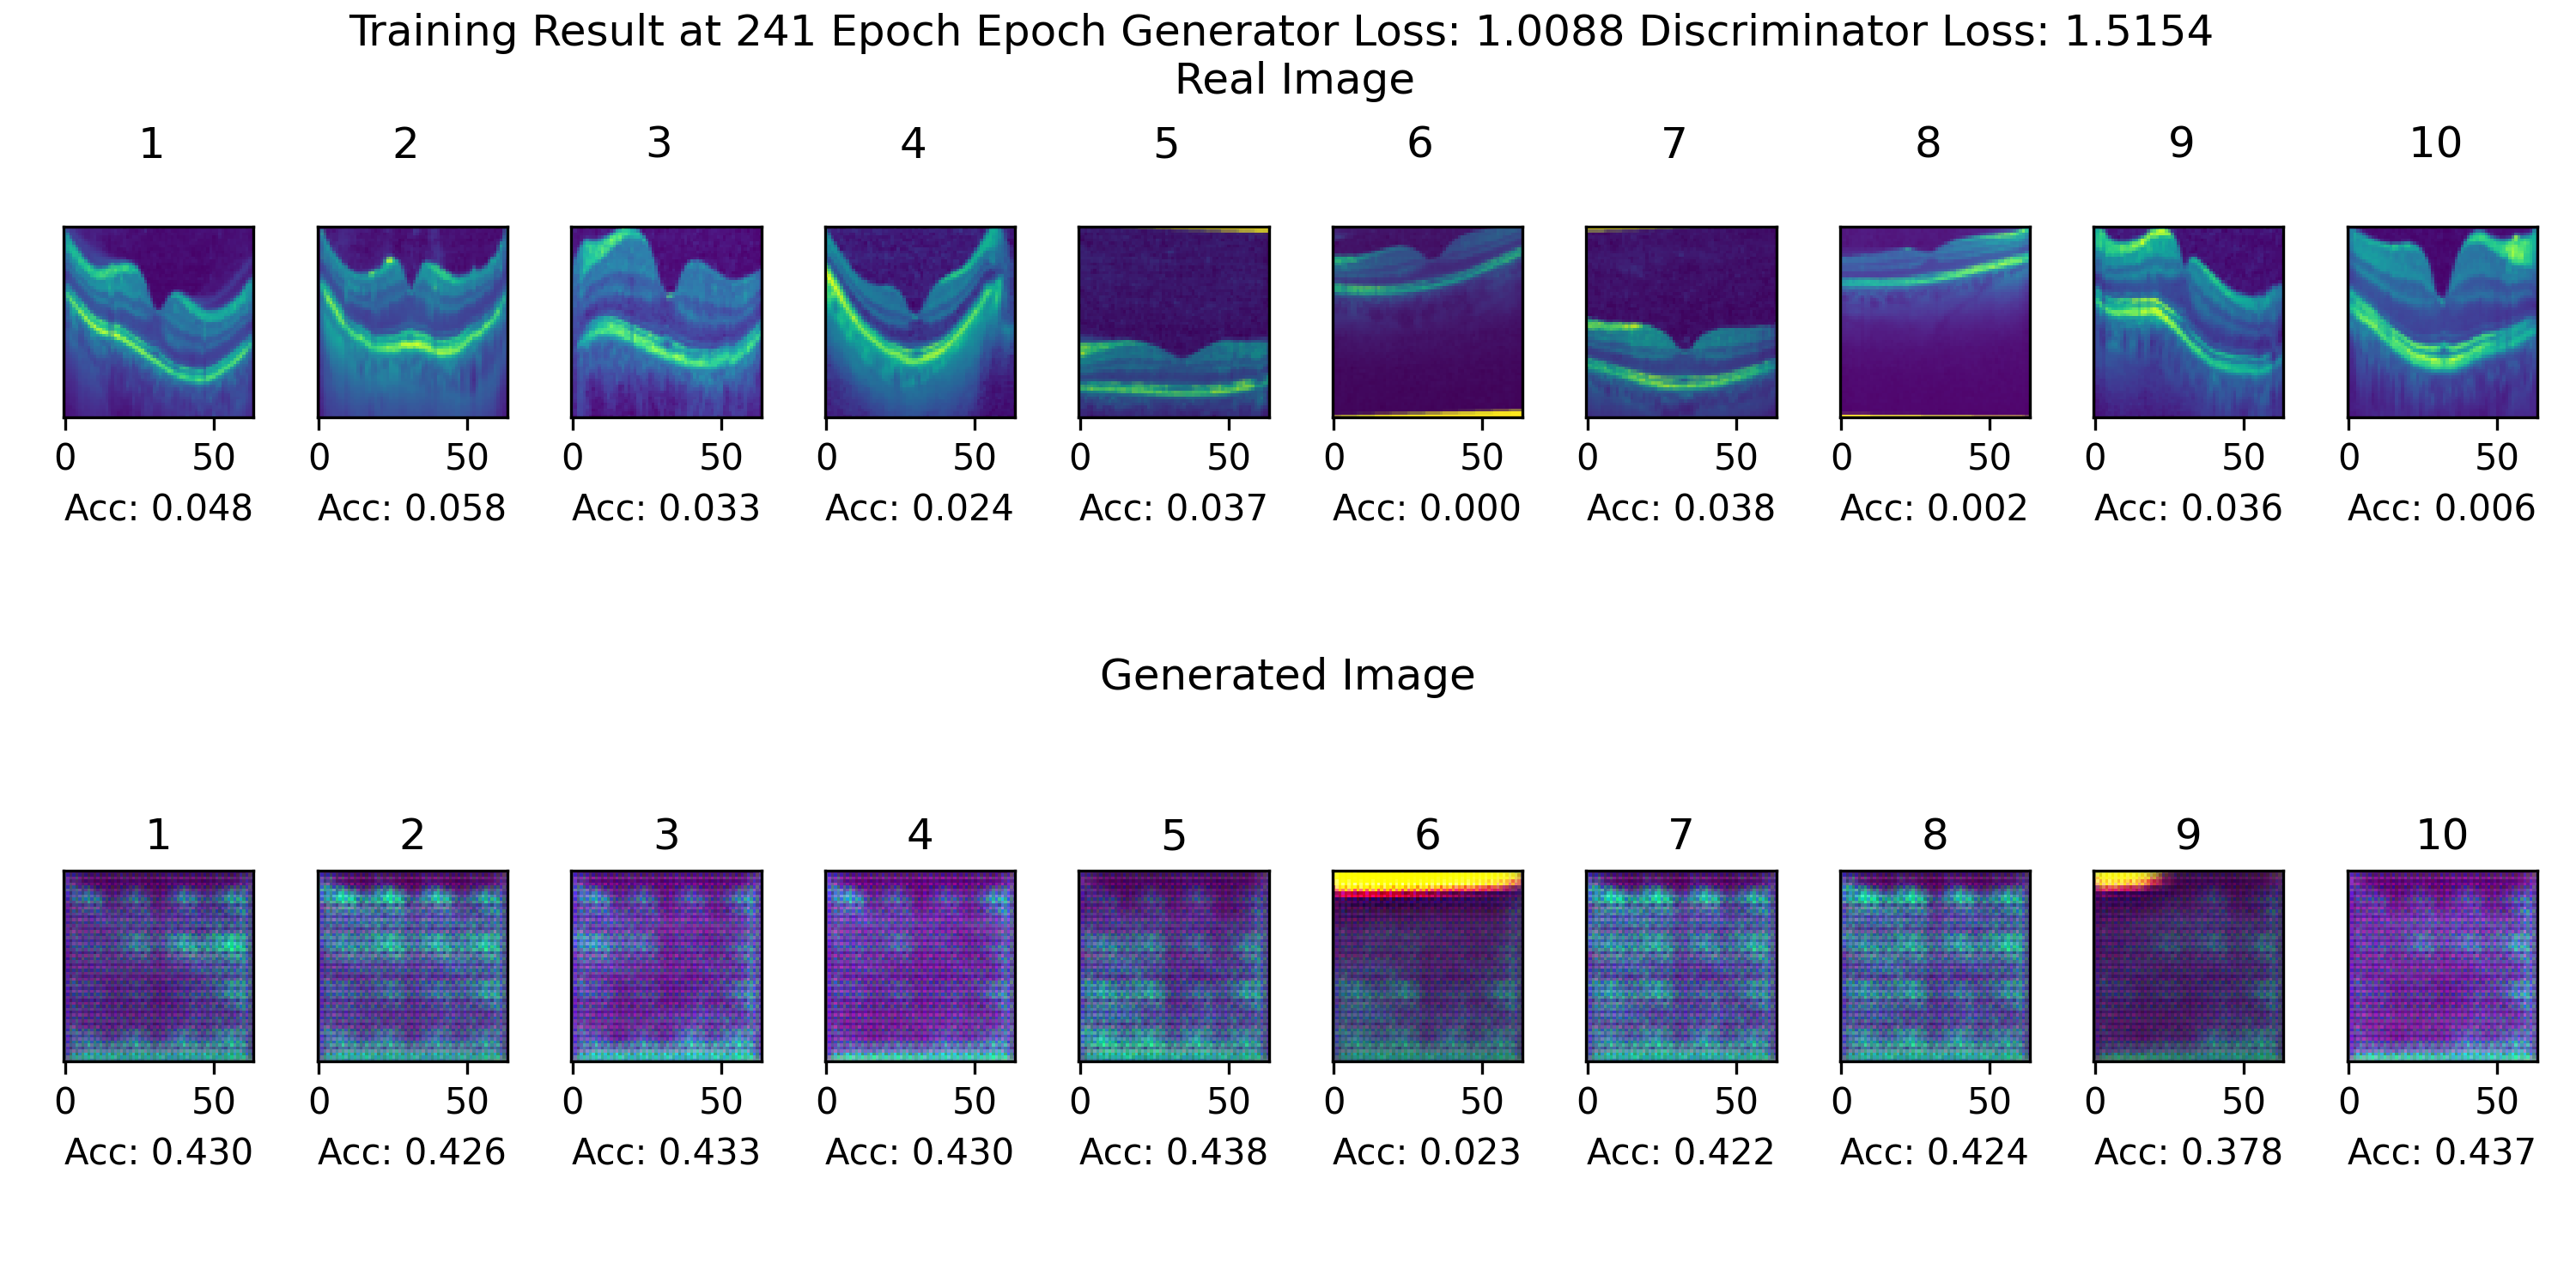 Training Result at 241 Epoch Epoch Generator Loss: 1.0088 Discriminator Loss: 1.5154
Real Image
1 2 3 4 5 6 7 8 9 10
0 50 0 50 0 50 0 50 0 50 0 50 0 50 0 50 0 50 0 50
Acc: 0.048 Acc: 0.058 Acc: 0.033 Acc: 0.024 Acc: 0.037 Acc: 0.000 Acc: 0.038 Acc: 0.002 Acc: 0.036 Acc: 0.006
Generated Image
1 2 3 4 5 6 7 8 9 10
0 50 0 50 0 50 0 50 0 50 0 50 0 50 0 50 0 50 0 50
Acc: 0.430 Acc: 0.426 Acc: 0.433 Acc: 0.430 Acc: 0.438 Acc: 0.023 Acc: 0.422 Acc: 0.424 Acc: 0.378 Acc: 0.437